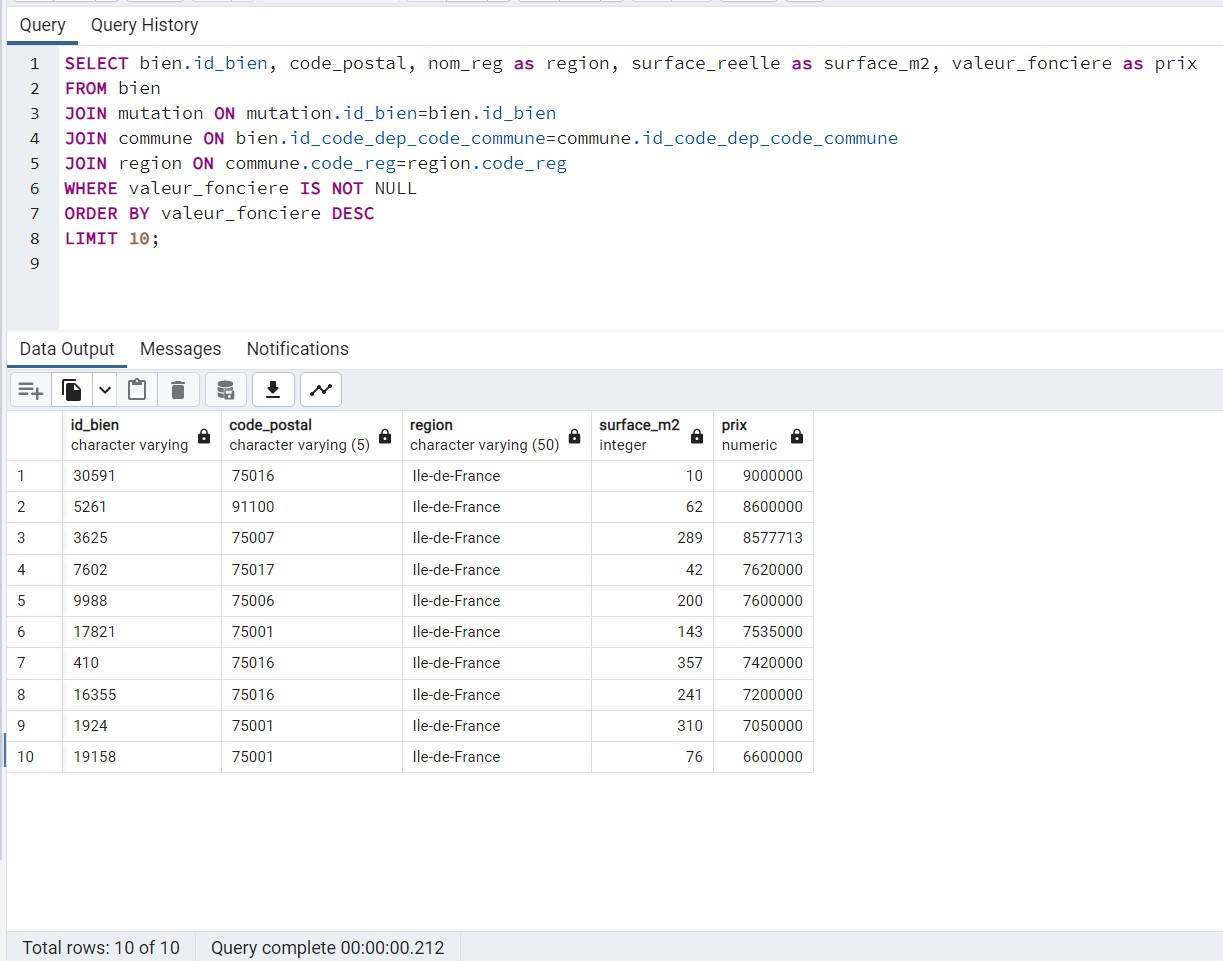 Query Query History
1 SELECT bien.id_bien, code_postal, nom_reg as region, surface_reelle as surface_m2, valeur_fonciere as prix
2 FROM bien
3 JOIN mutation ON mutation.id_bien=bien.id_bien
4 JOIN commune ON bien.id_code_dep_code_commune=commune.id_code_dep_code_commune
5 JOIN region ON commune.code_reg=region.code_reg
6 WHERE valeur_fonciere IS NOT NULL
7 ORDER BY valeur_fonciere DESC
8 LIMIT 10;
9
Data Output Messages Notifications
id_bien code_postal region surface_m2 prix
character varying character varying (5) character varying (50) integer numeric
1 30591 75016 Ile-de-France 10 9000000
2 5261 91100 Ile-de-France 62 8600000
3 3625 75007 Ile-de-France 289 8577713
4 7602 75017 Ile-de-France 42 7620000
5 9988 75006 Ile-de-France 200 7600000
6 17821 75001 Ile-de-France 143 7535000
7 410 75016 Ile-de-France 357 7420000
8 16355 75016 Ile-de-France 241 7200000
9 1924 75001 Ile-de-France 310 7050000
10 19158 75001 Ile-de-France 76 6600000
Total rows: 10 of 10 Query complete 00:00:00.212